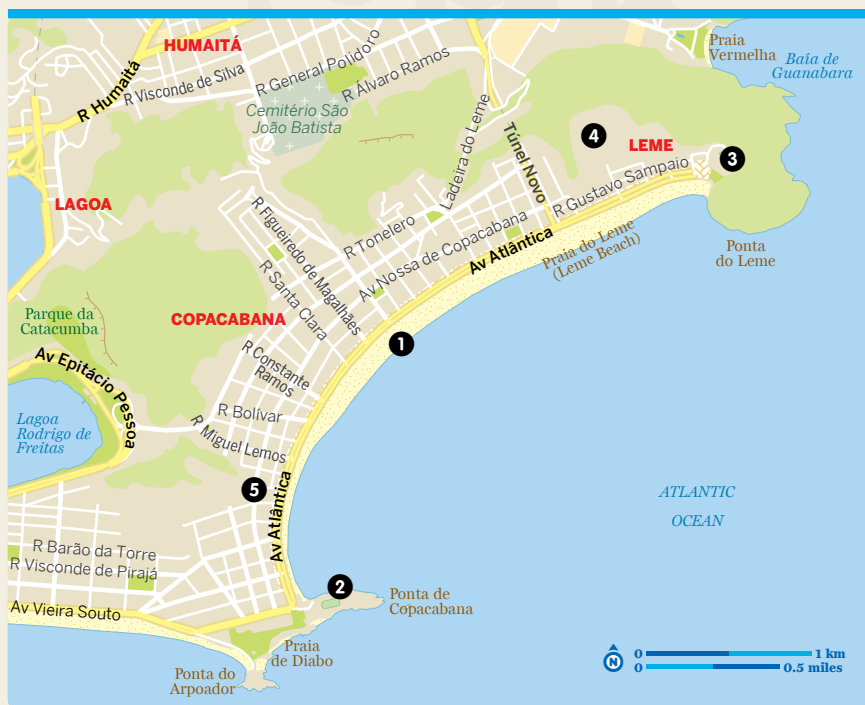 HUMAITÁ
R General Polidoro
R Visconde de Silva
R Álvaro Ramos
R Humaitá
Cemitério São
João Batista
Praia
Vermelha
Baía de
Guanabara
Ladeira do Leme
Túnel Novo
4
LEME
3
R Gustavo Sampaio
LAGOA
R Figueiredo de Magalhães
R Tonelero
Av Nossa de Copacabana
Av Atlântica
Praia do Leme
(Leme Beach)
Ponta
do Leme
R Santa Clara
Parque da
Catacumba
COPACABANA
1
R Constante
Ramos
Av Epitácio Pessoa
R Bolívar
Lagoa
Rodrigo de
Freitas
R Miguel Lemos
5
Av Atlântica
ATLANTIC
OCEAN
R Barão da Torre
R Visconde de Pirajá
2
Ponta de
Copacabana
Av Vieira Souto
Praia
de Diabo
Ponta do
Arpoador
N
0 1 km
0 0.5 miles